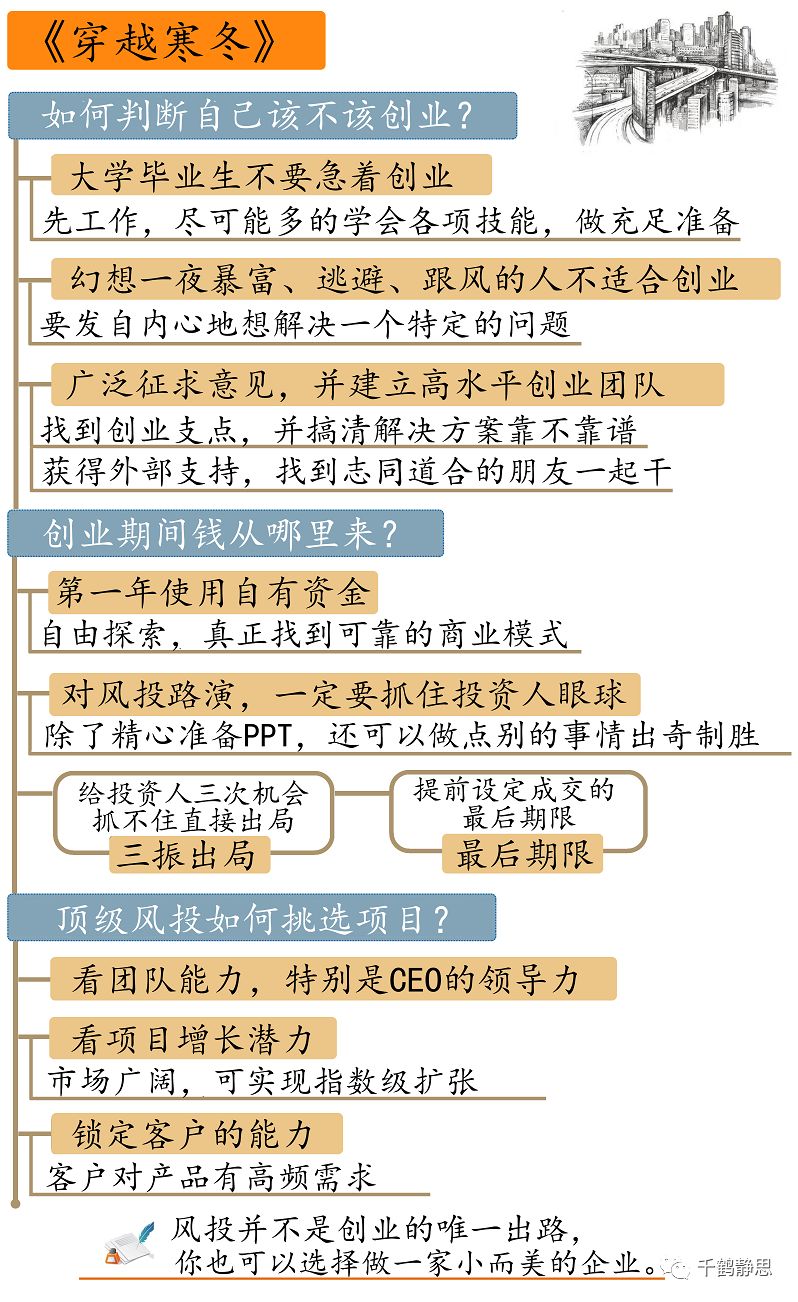 《穿越寒冬》
如何判断自己该不该创业？
大学毕业生不要急着创业
先工作，尽可能多的学会各项技能，做充足准备
幻想一夜暴富、逃避、跟风的人不适合创业
要发自内心地想解决一个特定的问题
广泛征求意见，并建立高水平创业团队
找到创业支点，并搞清解决方案靠不靠谱
获得外部支持，找到志同道合的朋友一起干
创业期间钱从哪里来？
第一年使用自有资金
自由探索，真正找到可靠的商业模式
对风投路演，一定要抓住投资人眼球
除了精心准备PPT，还可以做点别的事情出奇制胜
给投资人三次机会
抓不住直接出局
三振出局
提前设定成交的
最后期限
最后期限
顶级风投如何挑选项目？
看团队能力，特别是CEO的领导力
看项目增长潜力
市场广阔，可实现指数级扩张
锁定客户的能力
客户对产品有高频需求
风投并不是创业的唯一出路，
你也可以选择做一家小而美的企业。
千鹤静思